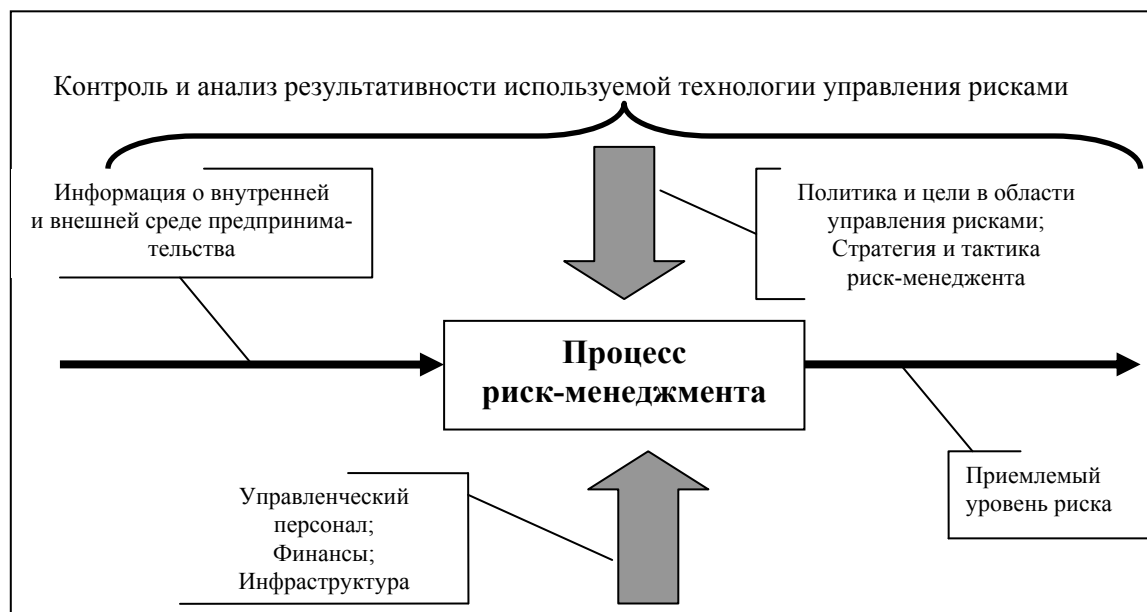 Контроль и анализ результативности используемой технологии управления рисками
Информация о внутренней
и внешней среде предпринима-
тельства
Политика и цели в области
управления рисками;
Стратегия и тактика
риск-менеджента
Процесс
риск-менеджмента
Управленческий
персонал;
Финансы;
Инфраструктура
Приемлемый
уровень риска